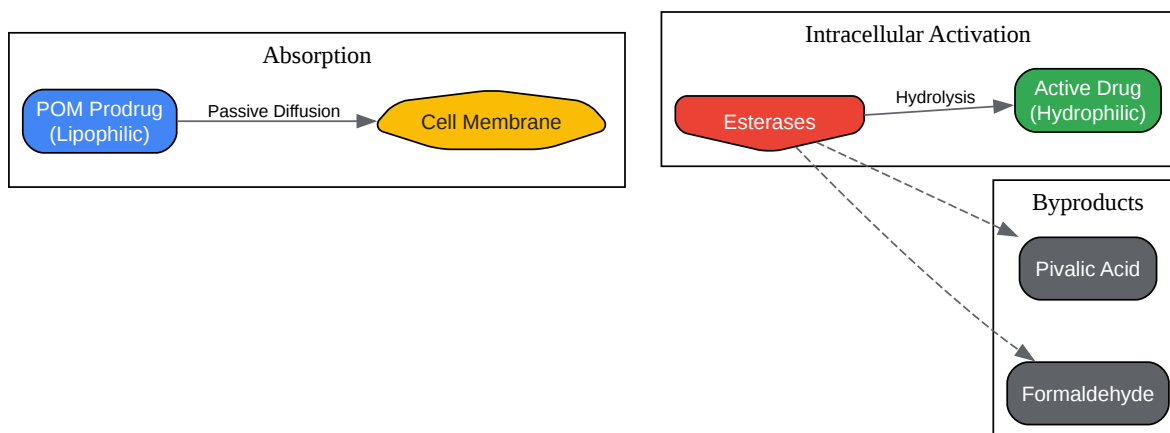 Absorption
POM Prodrug
(Lipophilic)
Passive Diffusion
Cell Membrane
Intracellular Activation
Esterases
Hydrolysis
Active Drug
(Hydrophilic)
Byproducts
Pivalic Acid
Formaldehyde